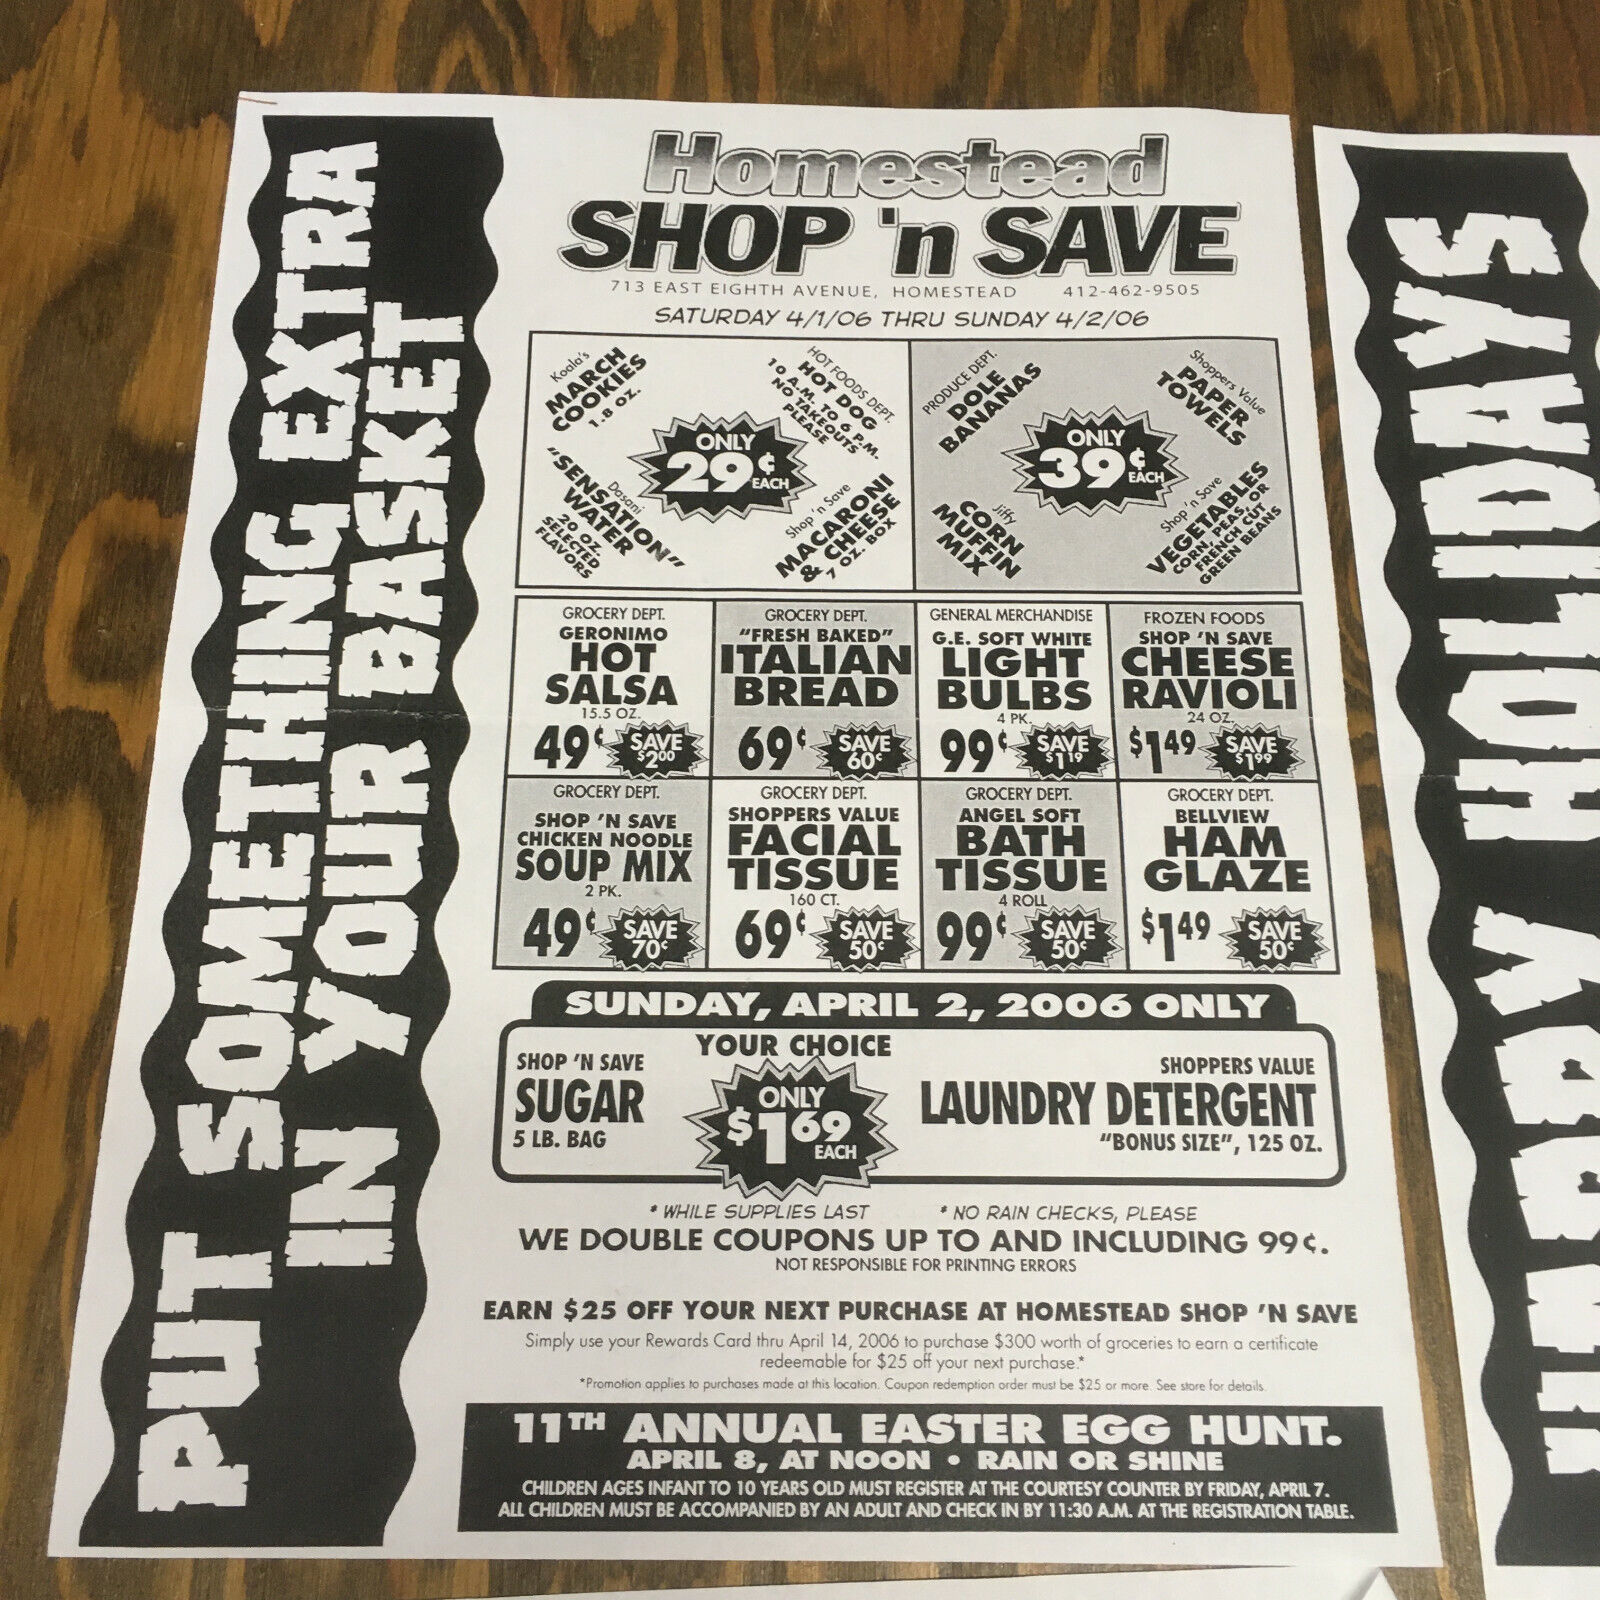 PUT SOMETHING EXTRA
IN YOUR BASKET
Homestead
SHOP 'n SAVE
713 EAST EIGHTH AVENUE, HOMESTEAD 412-462-9505
SATURDAY 4/1/06 THRU SUNDAY 4/2/06
Koala's
MARCH
COOKIES
1.8 OZ.
HOT FOODS DEPT.
HOT DOG
10 A.M. TO 6 P.M.
NO TAKEOUTS
PLEASE
ONLY
29¢
EACH
Dasani
"SENSATION"
WATER
20 OZ.
SELECTED
FLAVORS
Shop 'n Save
MACARONI
& CHEESE
7 OZ. BOX
PRODUCE DEPT.
DOLE
BANANAS
Shoppers Value
PAPER
TOWELS
ONLY
39¢
EACH
Jiffy
CORN
MUFFIN
MIX
Shop 'n Save
VEGETABLES
CORN, PEAS, OR
FRENCH CUT
GREEN BEANS
GROCERY DEPT.
GERONIMO
HOT
SALSA
15.5 OZ.
49¢
SAVE
$2.00
GROCERY DEPT.
"FRESH BAKED"
ITALIAN
BREAD
69¢
SAVE
60¢
GENERAL MERCHANDISE
G.E. SOFT WHITE
LIGHT
BULBS
4 PK.
99¢
SAVE
$1.19
FROZEN FOODS
SHOP 'N SAVE
CHEESE
RAVIOLI
24 OZ.
$1.49
SAVE
$1.99
GROCERY DEPT.
SHOP 'N SAVE
CHICKEN NOODLE
SOUP MIX
2 PK.
49¢
SAVE
70¢
GROCERY DEPT.
SHOPPERS VALUE
FACIAL
TISSUE
160 CT.
69¢
SAVE
50¢
GROCERY DEPT.
ANGEL SOFT
BATH
TISSUE
4 ROLL
99¢
SAVE
50¢
GROCERY DEPT.
BELLVIEW
HAM
GLAZE
$1.49
SAVE
50¢
SUNDAY, APRIL 2, 2006 ONLY
SHOP 'N SAVE
SUGAR
5 LB. BAG
YOUR CHOICE
ONLY
$1.69
EACH
SHOPPERS VALUE
LAUNDRY DETERGENT
"BONUS SIZE", 125 OZ.
* WHILE SUPPLIES LAST * NO RAIN CHECKS, PLEASE
WE DOUBLE COUPONS UP TO AND INCLUDING 99¢.
NOT RESPONSIBLE FOR PRINTING ERRORS
EARN $25 OFF YOUR NEXT PURCHASE AT HOMESTEAD SHOP 'N SAVE
Simply use your Rewards Card thru April 14, 2006 to purchase $300 worth of groceries to earn a certificate
redeemable for $25 off your next purchase.*
*Promotion applies to purchases made at this location. Coupon redemption order must be $25 or more. See store for details.
11TH ANNUAL EASTER EGG HUNT.
APRIL 8, AT NOON • RAIN OR SHINE
CHILDREN AGES INFANT TO 10 YEARS OLD MUST REGISTER AT THE COURTESY COUNTER BY FRIDAY, APRIL 7.
ALL CHILDREN MUST BE ACCOMPANIED BY AN ADULT AND CHECK IN BY 11:30 A.M. AT THE REGISTRATION TABLE.
HAPPY HOLIDAYS